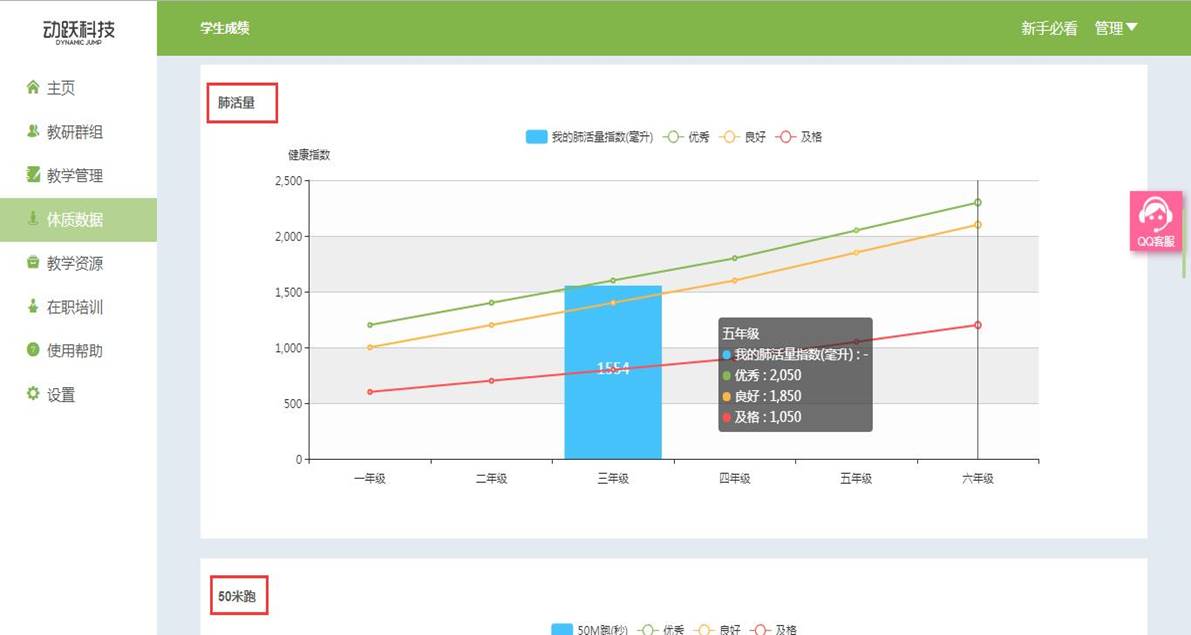 动跃科技
DYNAMIC JUMP
学生成绩
新手必看 管理
主页
教研群组
教学管理
体质数据
教学资源
在职培训
使用帮助
设置
肺活量
我的肺活量指数(毫升) 优秀 良好 及格
健康指数
2,500
2,000
1,500
1,000
500
0
1554
五年级
我的肺活量指数(毫升) : -
优秀 : 2,050
良好 : 1,850
及格 : 1,050
一年级 二年级 三年级 四年级 五年级 六年级
QQ客服
50米跑
50M跑(秒) 优秀 良好 及格